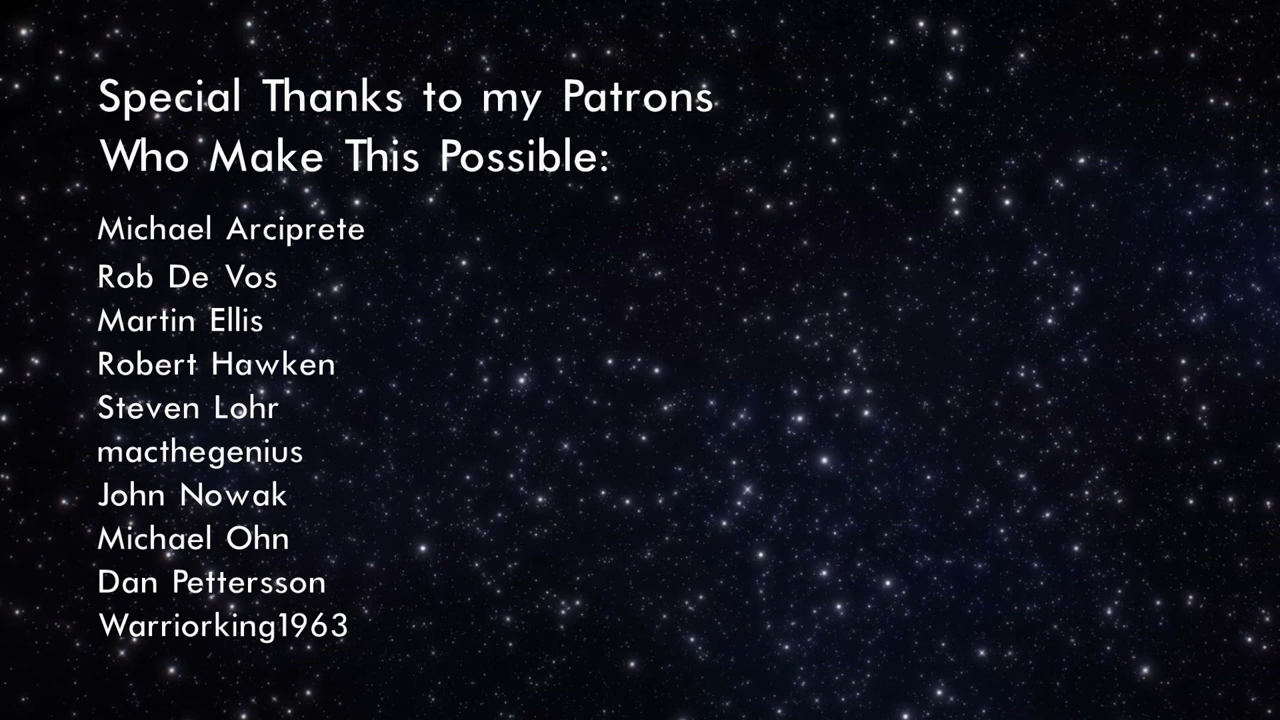 Special Thanks to my Patrons
Who Make This Possible:
Michael Arciprete
Rob De Vos
Martin Ellis
Robert Hawken
Steven Lohr
macthegenius
John Nowak
Michael Ohn
Dan Pettersson
Warriorking1963